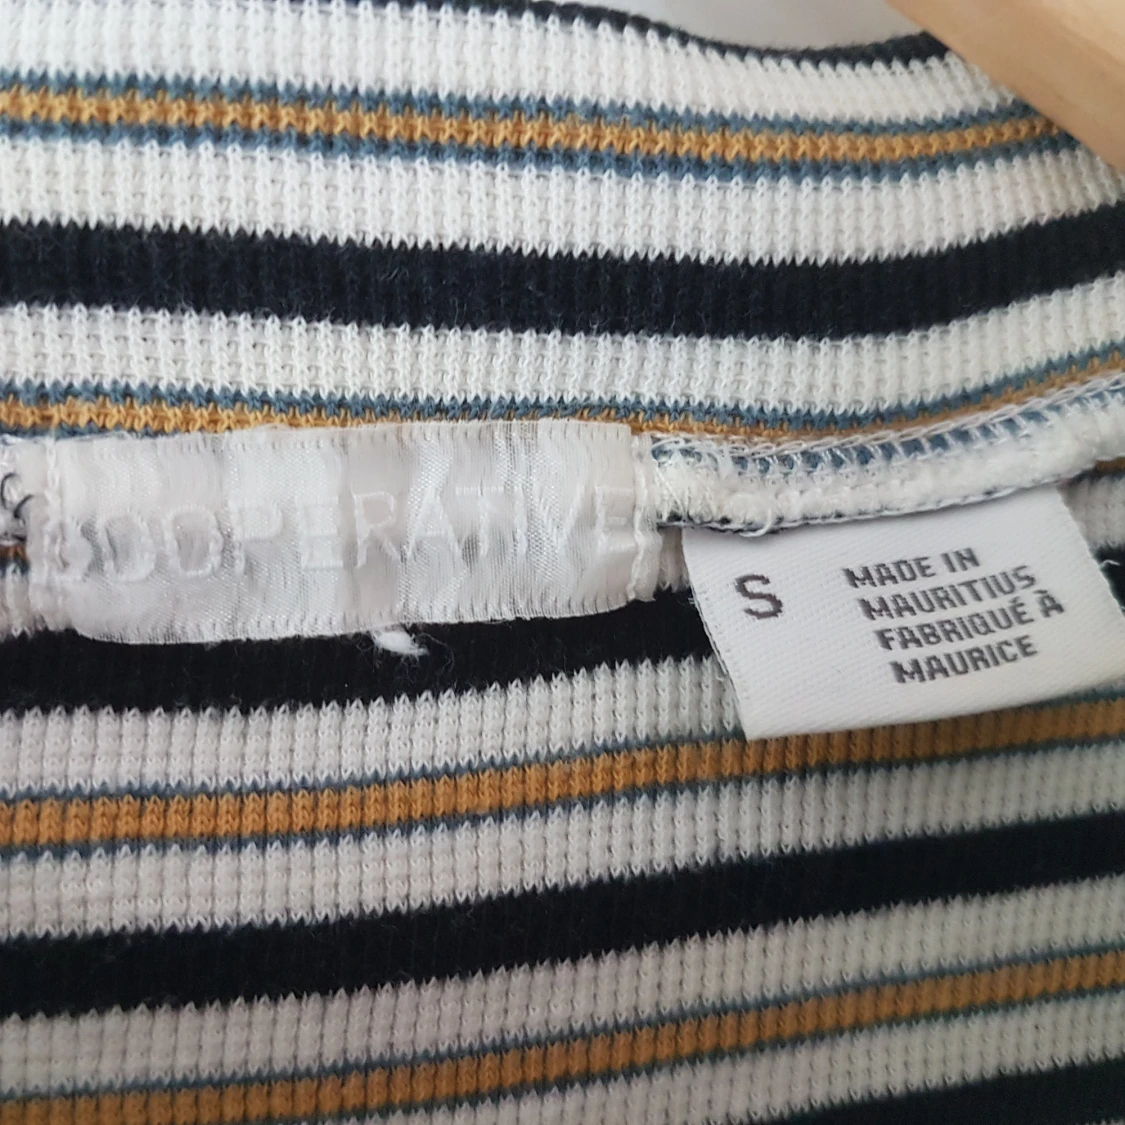 COOPERATIVE
S
MADE IN
MAURITIUS
FABRIQUÉ À
MAURICE